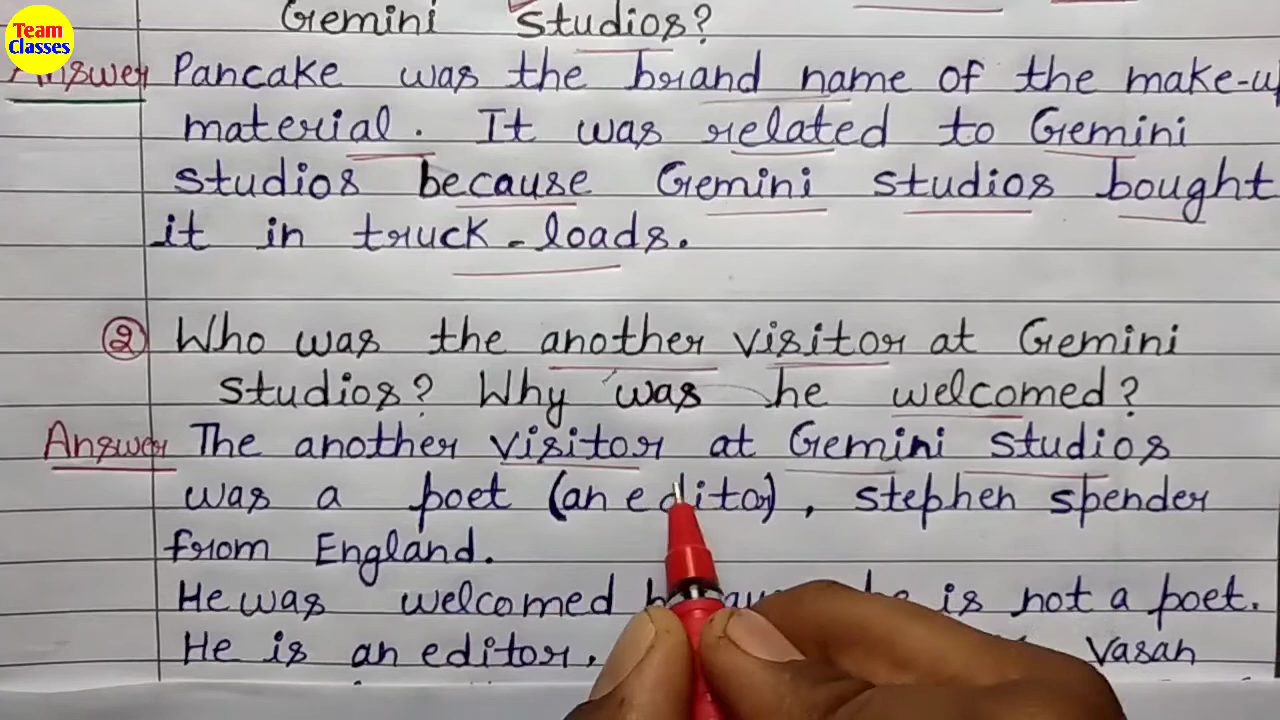 Team
Classes
Gemini Studios?
Answer Pancake was the brand name of the make-u
material. It was related to Gemini
studios because Gemini studios bought
it in truck-loads.
② Who was the another visitor at Gemini
studios? Why was he welcomed?
Answer The another visitor at Gemini studios
was a poet (an editor), stephen spender
from England.
He was welcomed he is not a poet.
He is an editor. Vasan